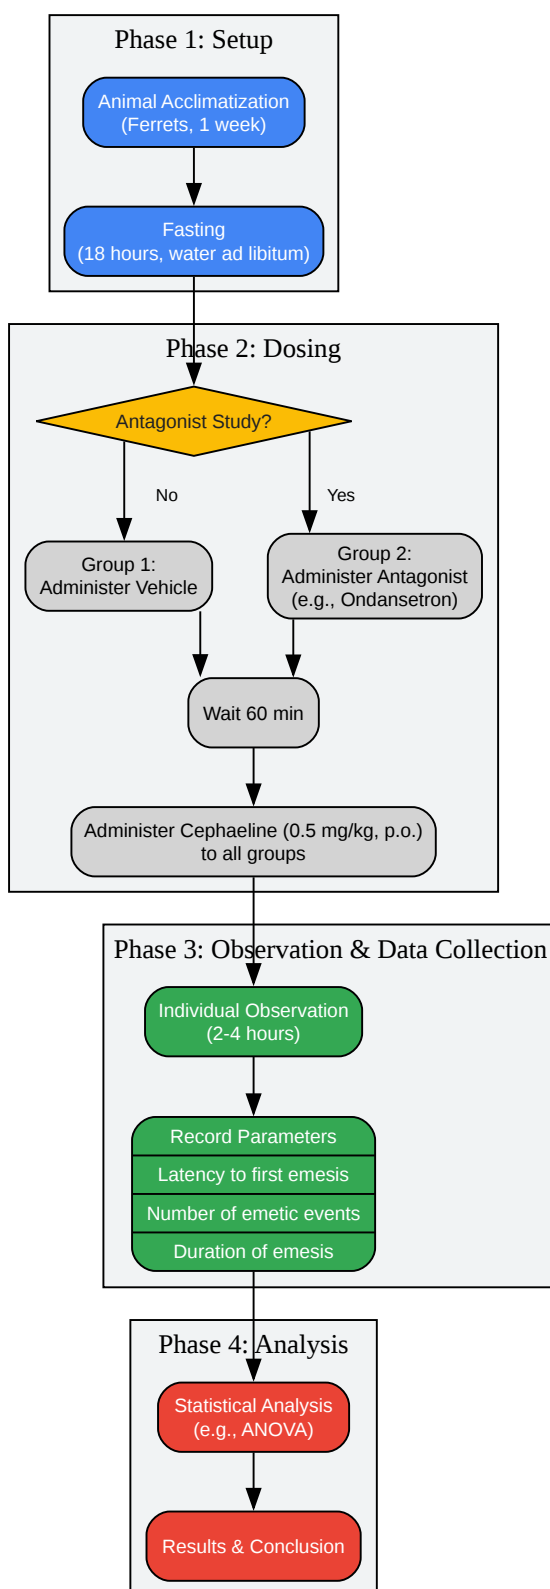 Phase 1: Setup
Animal Acclimatization
(Ferrets, 1 week)
Fasting
(18 hours, water ad libitum)
Phase 2: Dosing
Antagonist Study?
No
Yes
Group 1:
Administer Vehicle
Group 2:
Administer Antagonist
(e.g., Ondansetron)
Wait 60 min
Administer Cephaeline (0.5 mg/kg, p.o.)
to all groups
Phase 3: Observation & Data Collection
Individual Observation
(2-4 hours)
Record Parameters
Latency to first emesis
Number of emetic events
Duration of emesis
Phase 4: Analysis
Statistical Analysis
(e.g., ANOVA)
Results & Conclusion